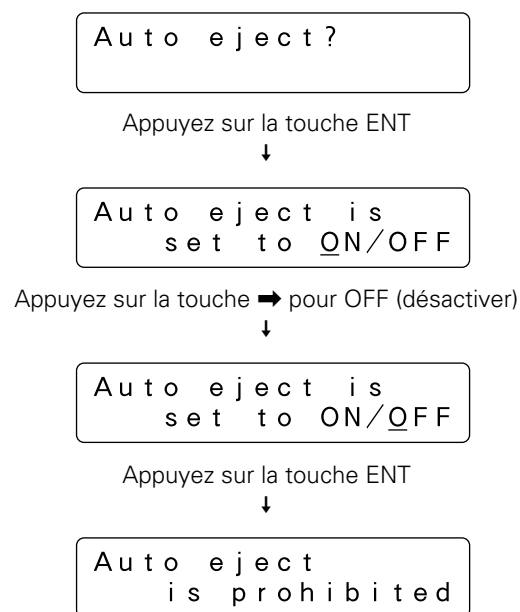 Auto eject?
Appuyez sur la touche ENT
↓
Auto eject is
set to ON/OFF
Appuyez sur la touche ➡ pour OFF (désactiver)
↓
Auto eject is
set to ON/OFF
Appuyez sur la touche ENT
↓
Auto eject
is prohibited